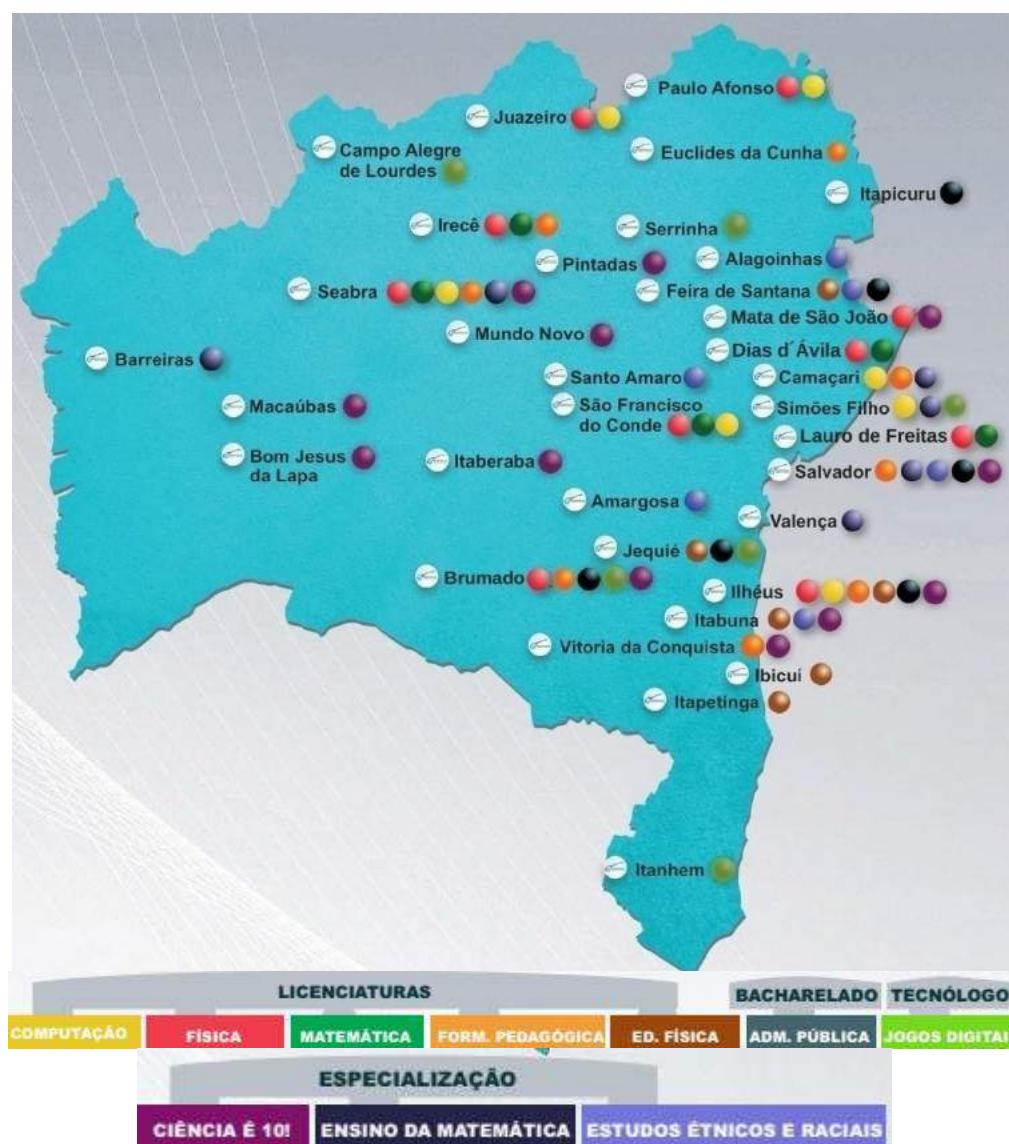 Paulo Afonso
Juazeiro
Campo Alegre
de Lourdes
Euclides da Cunha
Itapicuru
Irecê
Serrinha
Pintadas
Alagoinhas
Seabra
Feira de Santana
Mata de São João
Mundo Novo
Dias d´Ávila
Barreiras
Santo Amaro
Camaçari
Macaúbas
São Francisco
do Conde
Simões Filho
Lauro de Freitas
Bom Jesus
da Lapa
Itaberaba
Salvador
Amargosa
Valença
Jequié
Brumado
Ilhéus
Itabuna
Vitoria da Conquista
Ibicuí
Itapetinga
Itanhem
LICENCIATURAS
BACHARELADO
TECNÓLOGO
COMPUTAÇÃO
FÍSICA
MATEMÁTICA
FORM. PEDAGÓGICA
ED. FÍSICA
ADM. PÚBLICA
JOGOS DIGITAI
ESPECIALIZAÇÃO
CIÊNCIA É 10!
ENSINO DA MATEMÁTICA
ESTUDOS ÉTNICOS E RACIAIS